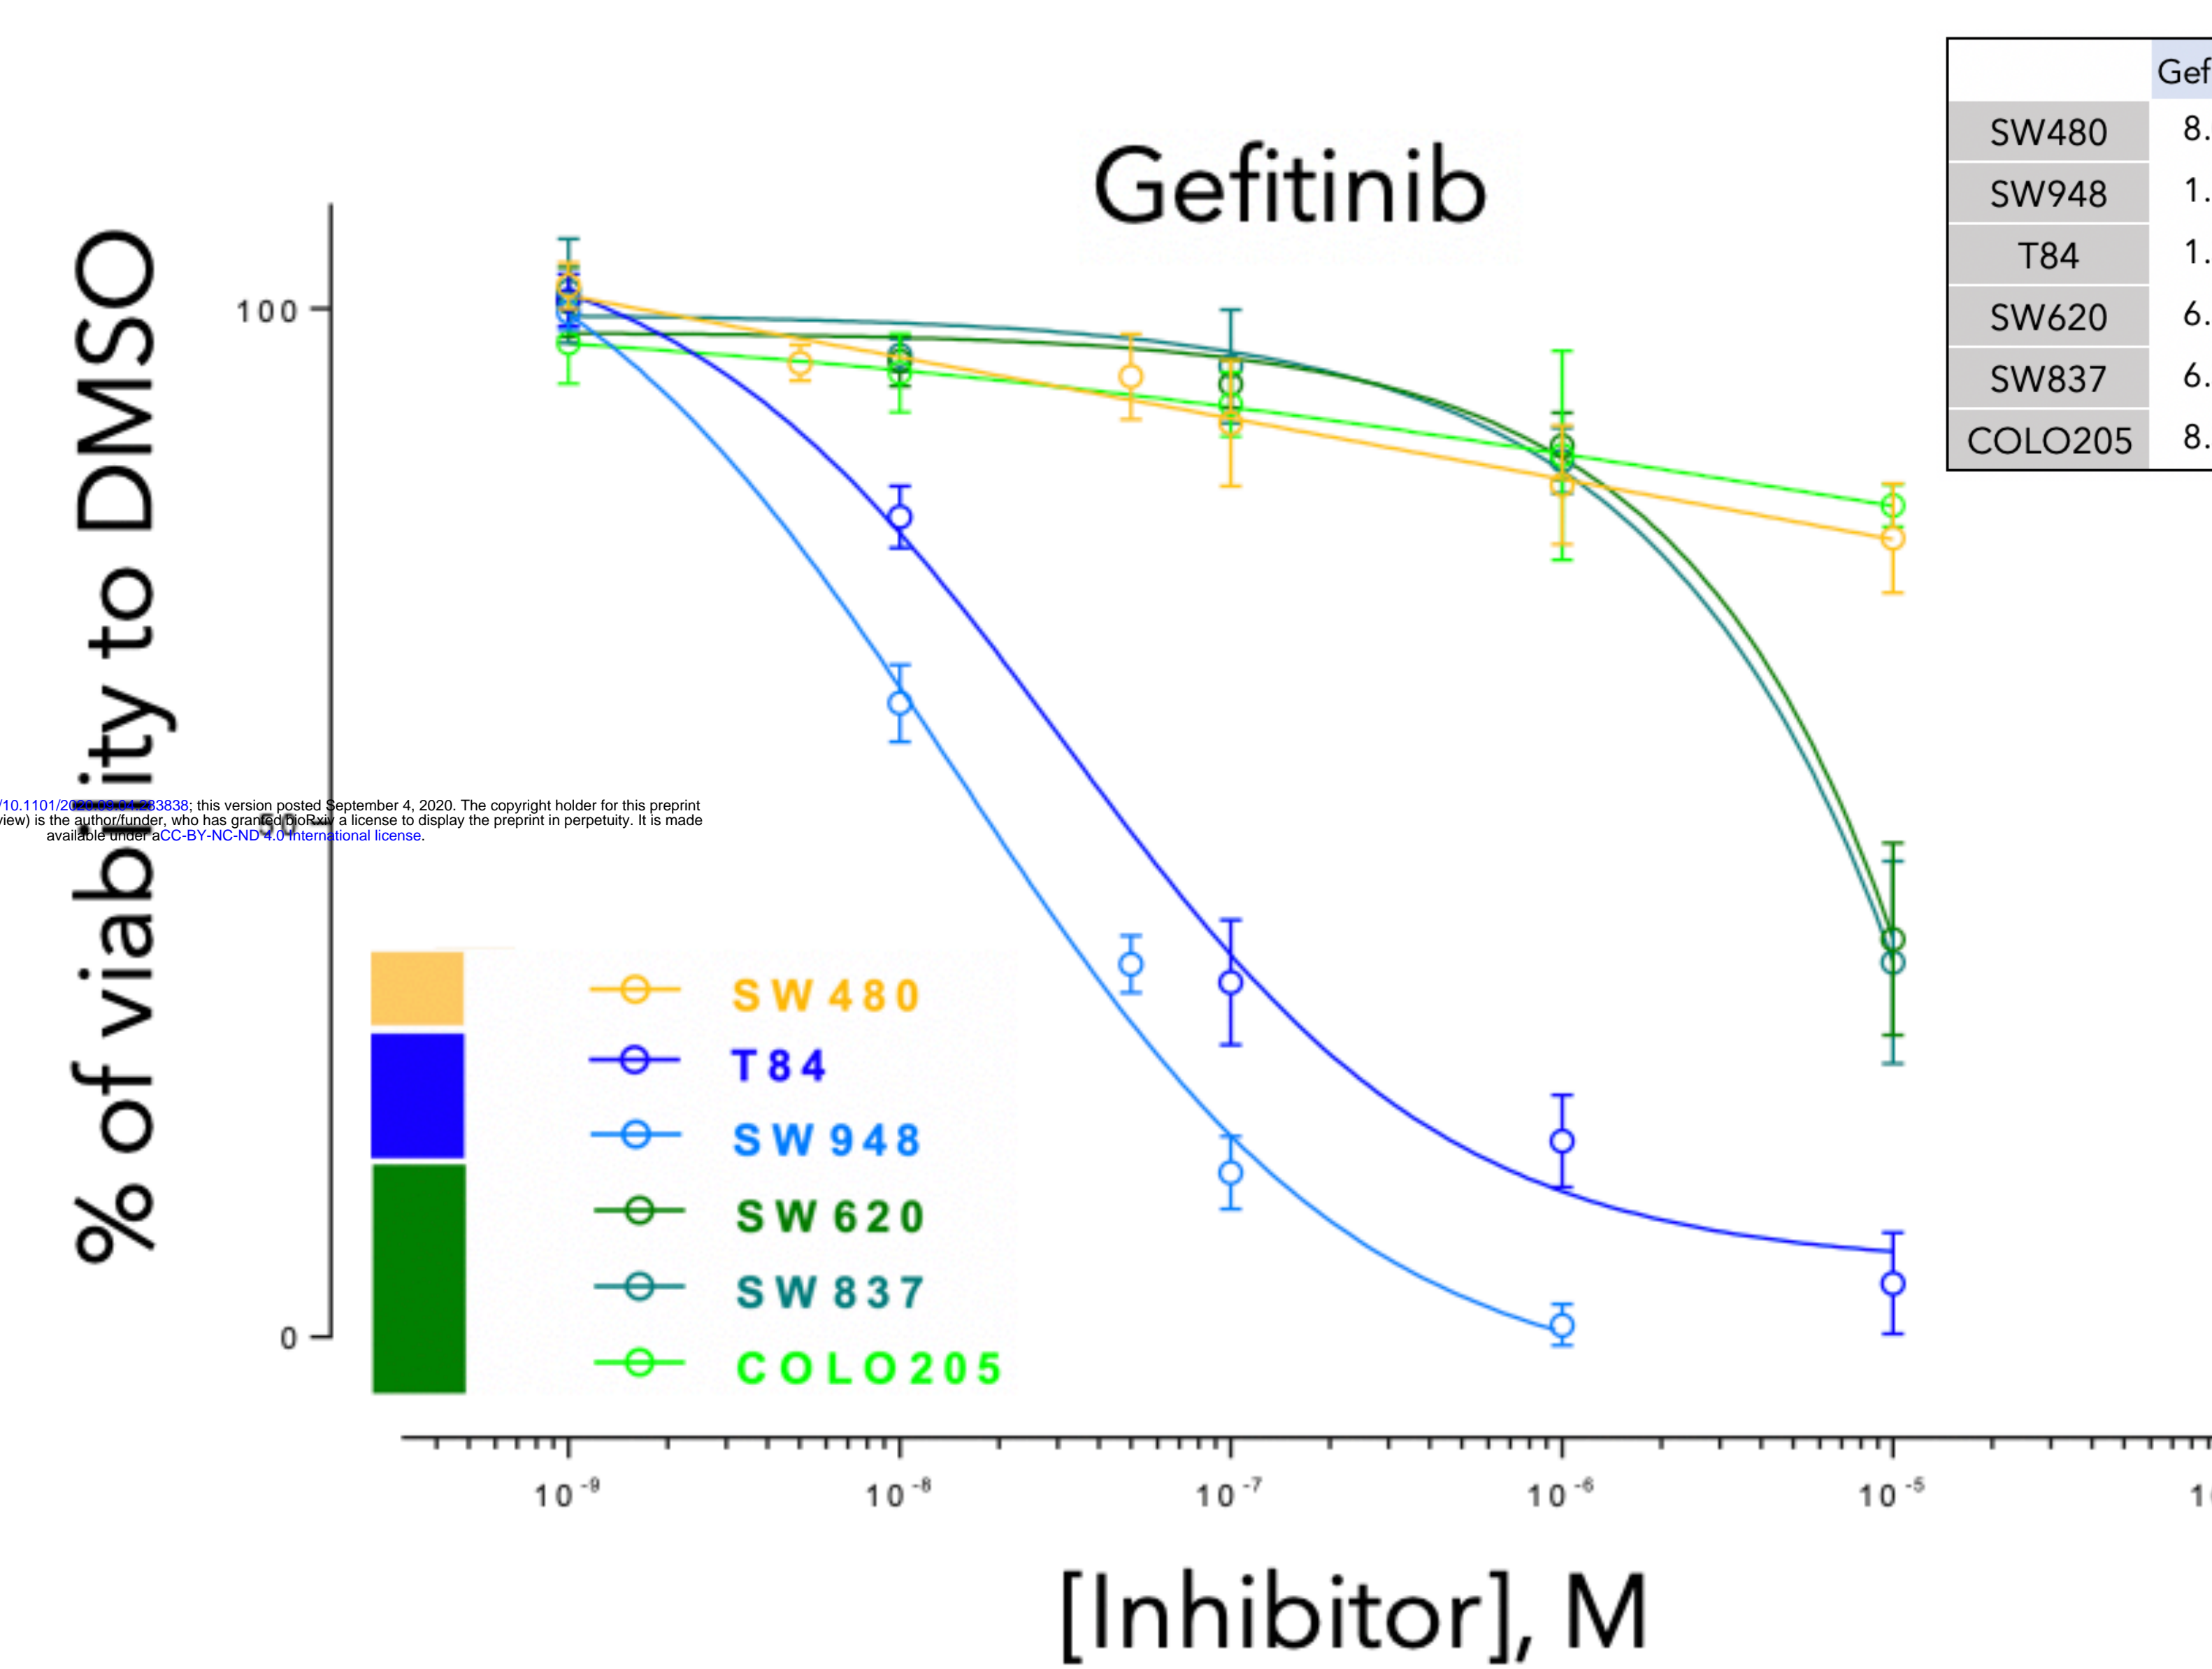 Gefitinib
Gef
SW480 8.
SW948 1.
T84 1.
SW620 6.
SW837 6.
COLO205 8.
% of viability to DMSO
100
50
0
/10.1101/2020.09.04.283838; this version posted September 4, 2020. The copyright holder for this preprint
view) is the author/funder, who has granted bioRxiv a license to display the preprint in perpetuity. It is made
available under aCC-BY-NC-ND 4.0 International license.
SW480
T84
SW948
SW620
SW837
COLO205
10⁻⁹ 10⁻⁸ 10⁻⁷ 10⁻⁶ 10⁻⁵ 1
[Inhibitor], M